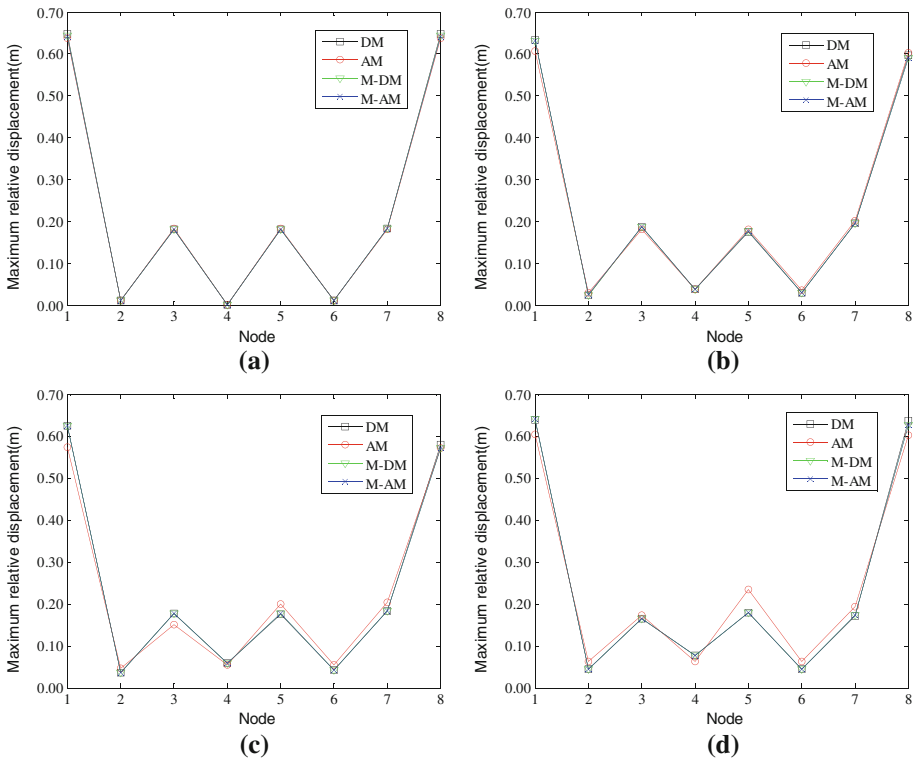 0.70
0.60
0.50
0.40
0.30
0.20
0.10
0.00
Maximum relative displacement(m)
DM
AM
M-DM
M-AM
1 2 3 4 5 6 7 8
Node
(a)
0.70
0.60
0.50
0.40
0.30
0.20
0.10
0.00
Maximum relative displacement(m)
DM
AM
M-DM
M-AM
1 2 3 4 5 6 7 8
Node
(b)
0.70
0.60
0.50
0.40
0.30
0.20
0.10
0.00
Maximum relative displacement(m)
DM
AM
M-DM
M-AM
1 2 3 4 5 6 7 8
Node
(c)
0.70
0.60
0.50
0.40
0.30
0.20
0.10
0.00
Maximum relative displacement(m)
DM
AM
M-DM
M-AM
1 2 3 4 5 6 7 8
Node
(d)